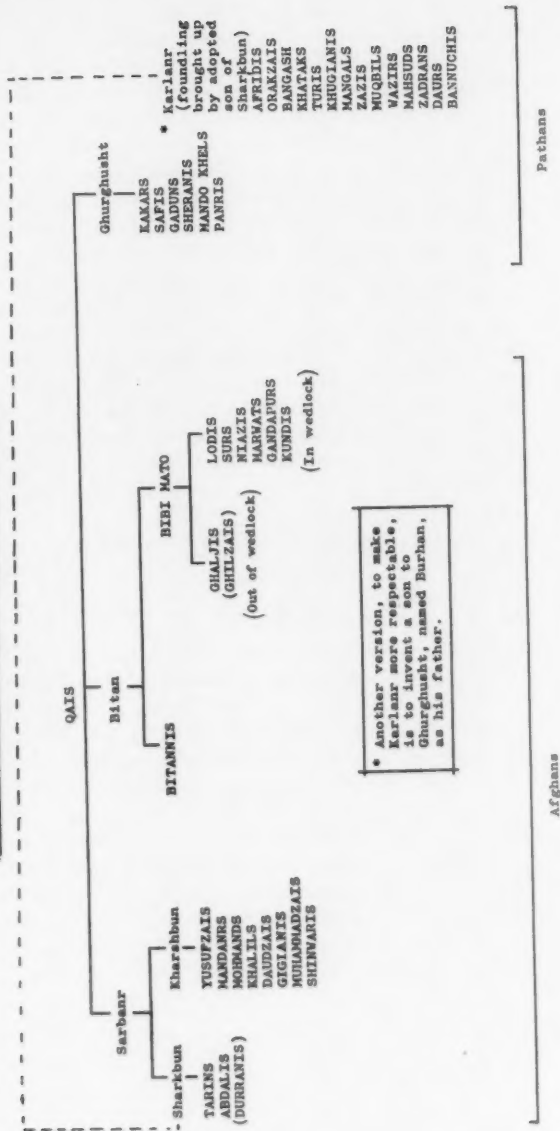 QAIS
Sarbanr
Bitan
Ghurghusht
* Karlanr
(foundling
brought up
by adopted
son of
Sharkbun)
Sharkbun
Kharshbun
BITANNIS
BIBI MATO
TARINS
ABDALIS
(DURRANIS)
YUSUFZAIS
MANDANRS
MOHMANDS
KHALILS
DAUDZAIS
GIGIANIS
MUHAMMADZAIS
SHINWARIS
GHALJIS
(GHILZAIS)
(Out of wedlock)
LODIS
SURS
NIAZIS
MARWATS
GANDAPURS
KUNDIS
(In wedlock)
KAKARS
SAFIS
GADUNS
SHERANIS
MANDO KHELS
PANRIS
AFRIDIS
ORAKZAIS
BANGASH
KHATAKS
TURIS
KHUGIANIS
MANGALS
ZAZIS
MUQBILS
WAZIRS
MAHSUDS
ZADRANS
DAURS
BANNUCHIS
* Another version, to make
Karlanr more respectable,
is to invent a son to
Ghurghusht, named Burhan,
as his father.
Afghans
Pathans